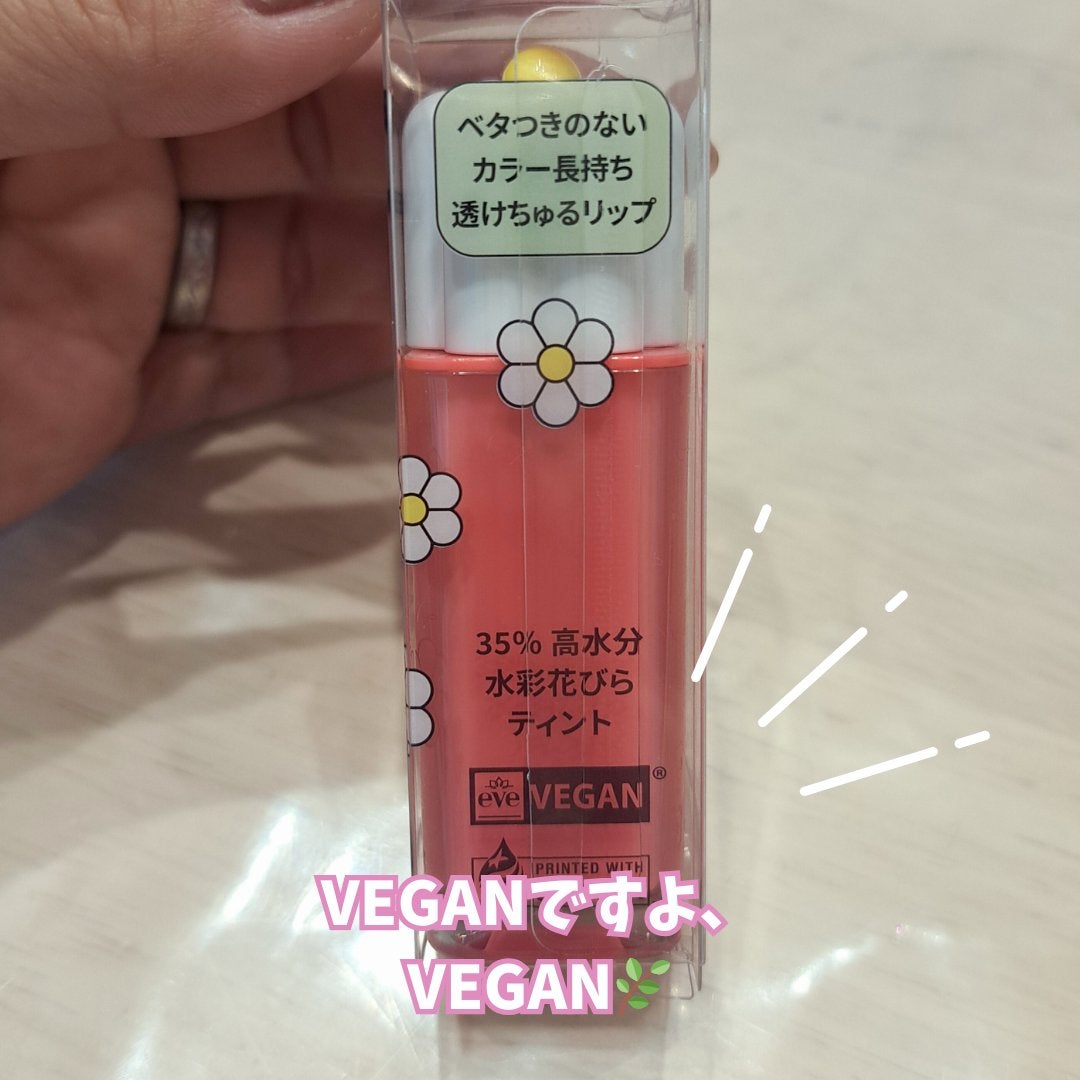 ベタつきのない
カラー長持ち
透けちゅるリップ
35% 高水分
水彩花びら
ティント
eve VEGAN®
PRINTED WITH
VEGANですよ、
VEGAN🌿